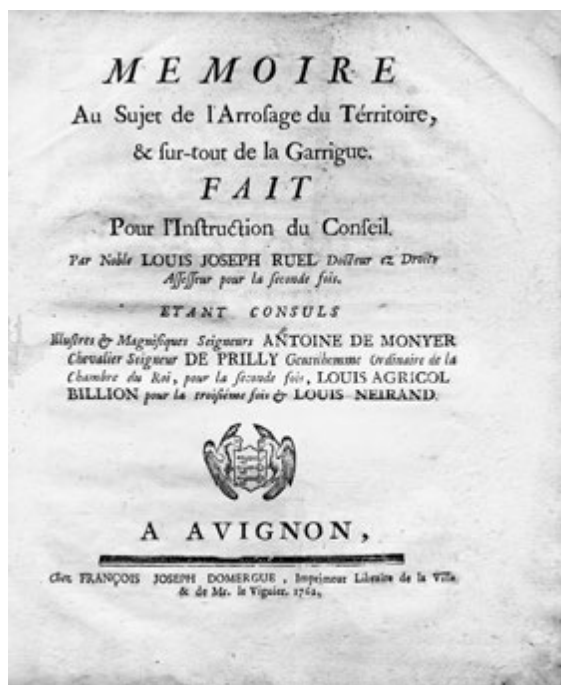 MEMOIRE
Au Sujet de l'Arroſage du Térritoire,
& ſur-tout de la Garrigue.
FAIT
Pour l'Inſtruction du Conſeil.
Par Noble LOUIS JOSEPH RUEL Docteur ez Droits
Aſſeſſeur pour la ſeconde fois.
ETANT CONSULS
Illuſtres & Magnifiques Seigneurs ANTOINE DE MONYER
Chevalier Seigneur DE PRILLY Gentilhomme Ordinaire de la
Chambre du Roi, pour la ſeconde fois, LOUIS AGRICOL
BILLION pour la troiſiéme fois & LOUIS NEIRAND.
A AVIGNON,
Chez FRANÇOIS JOSEPH DOMERGUE, Imprimeur Libraire de la Ville
& de Mr. le Viguier. 1762.